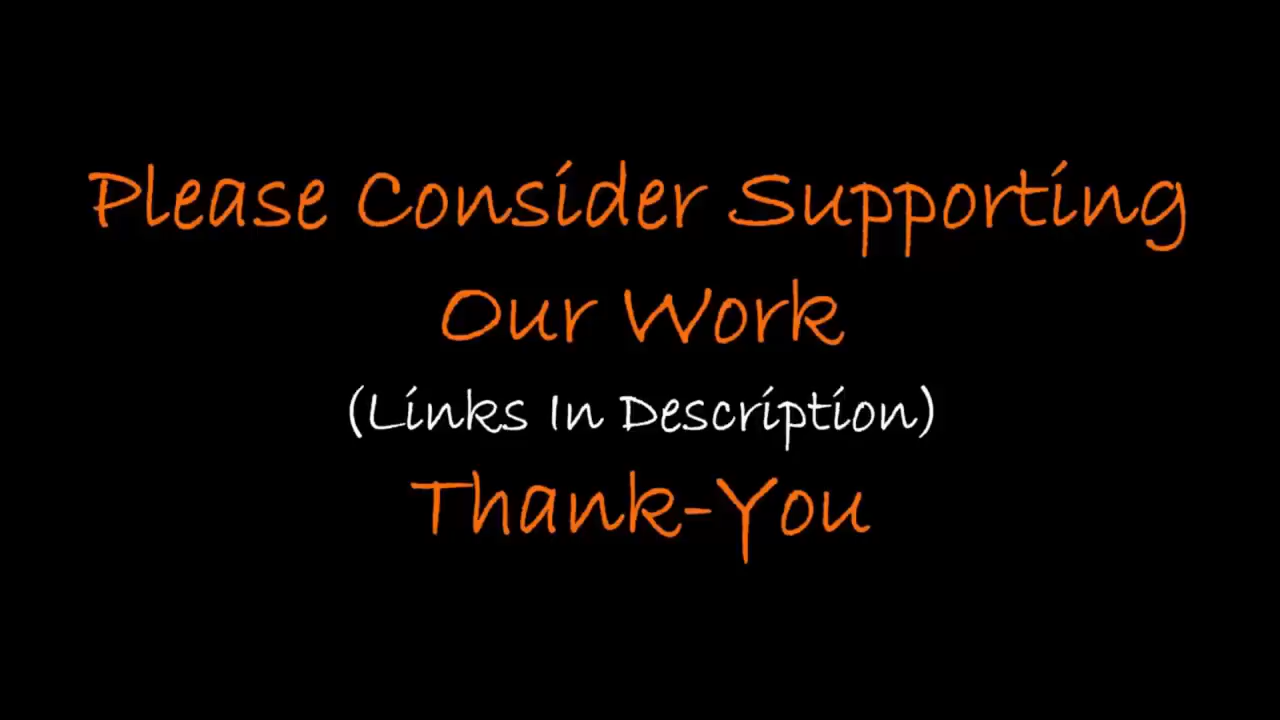 Please Consider Supporting
Our Work
(Links In Description)
Thank-You